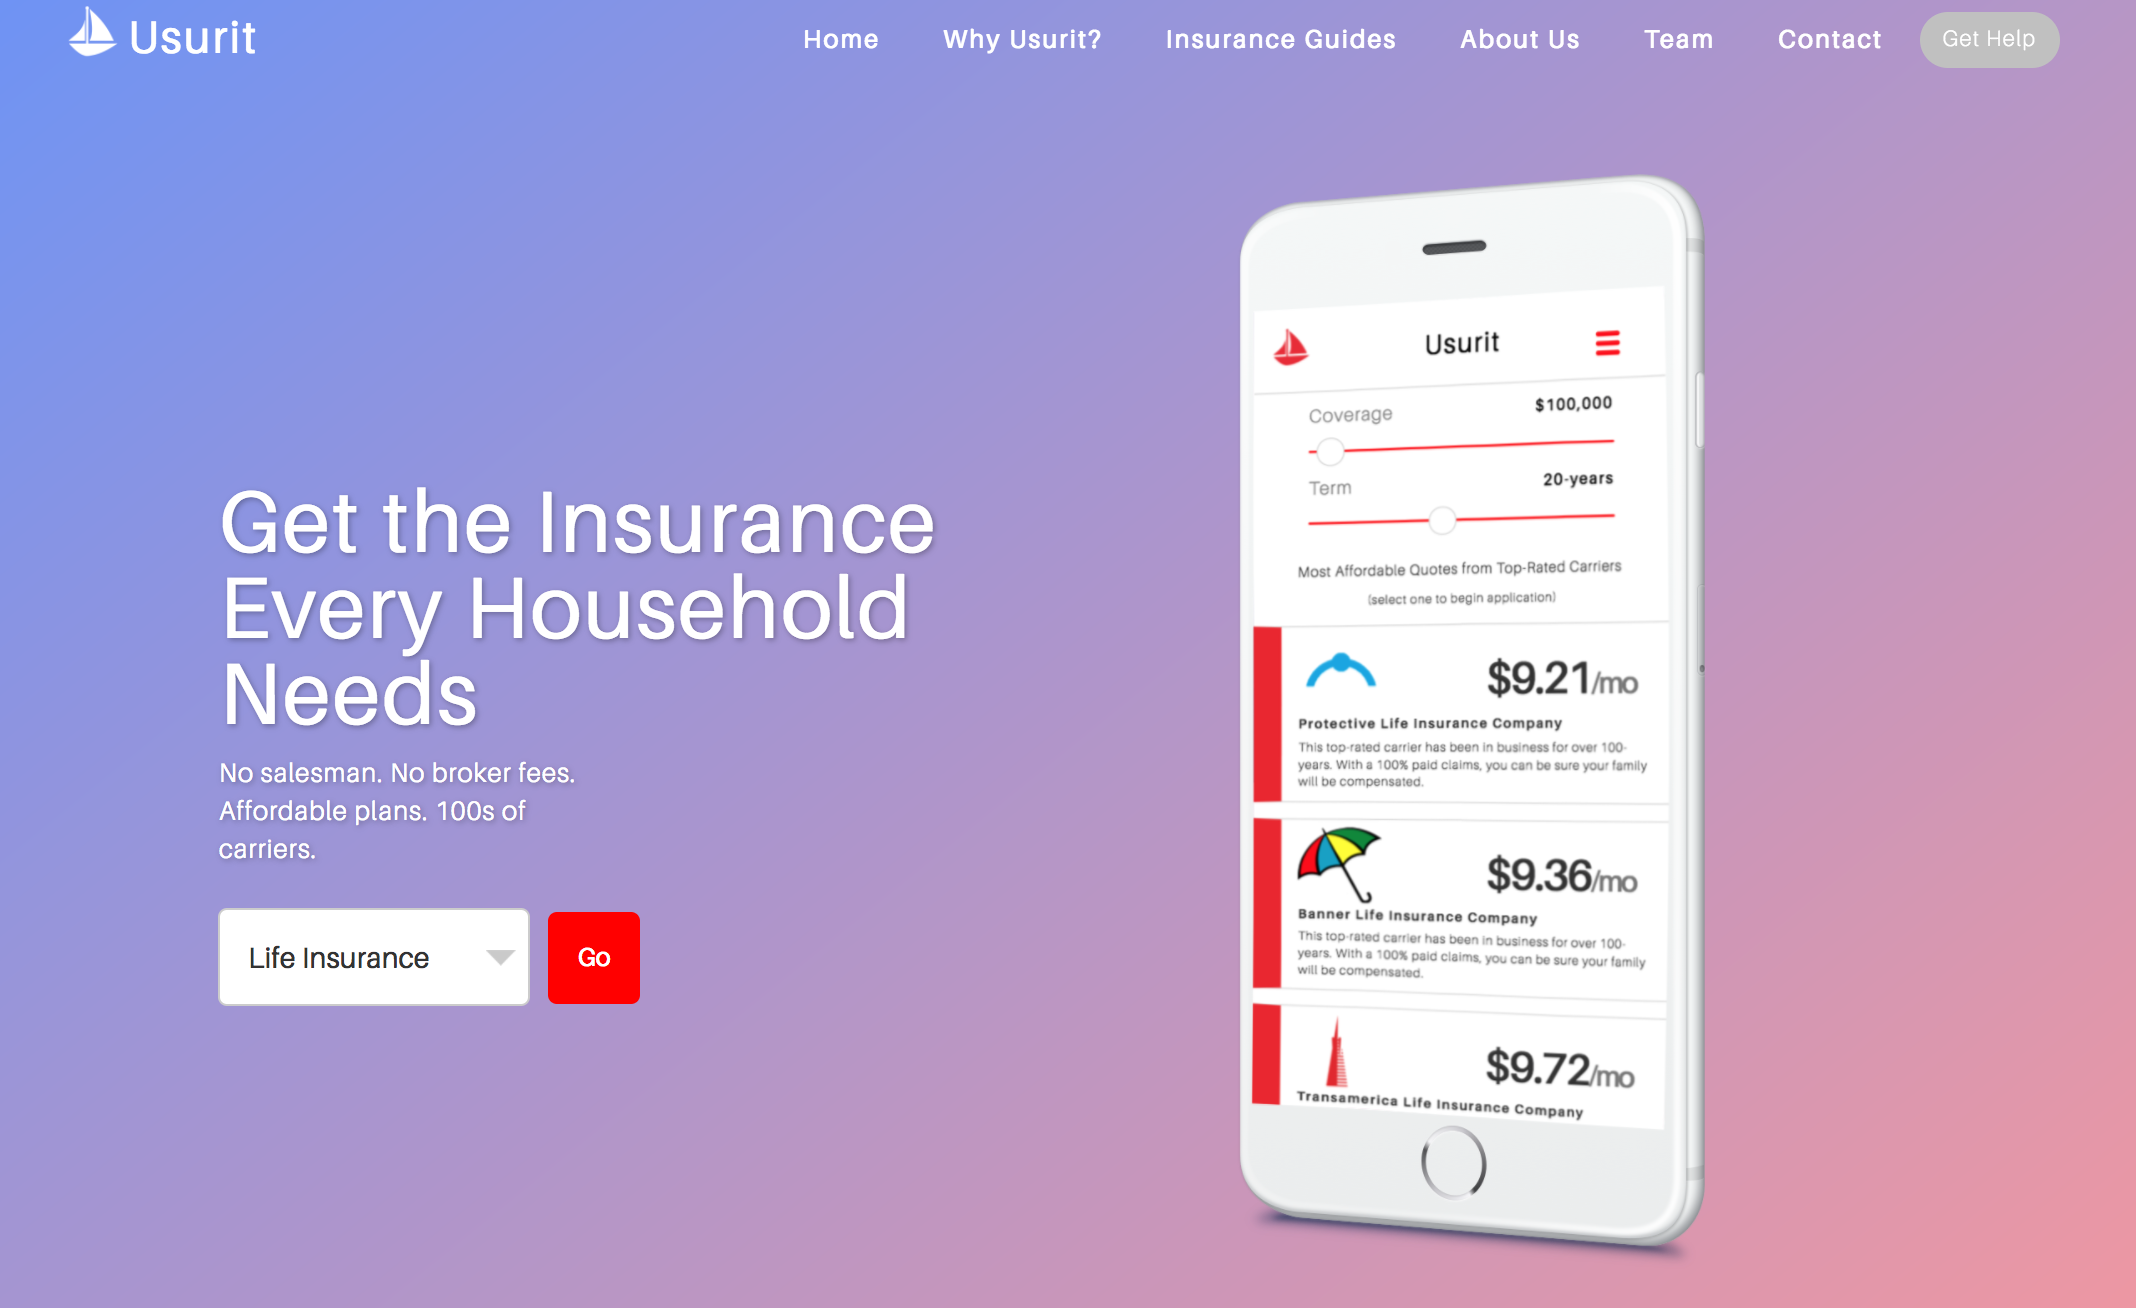 Usurit
Home
Why Usurit?
Insurance Guides
About Us
Team
Contact
Get Help
Get the Insurance
Every Household
Needs
No salesman. No broker fees.
Affordable plans. 100s of
carriers.
Life Insurance
Go
Usurit
Coverage
$100,000
Term
20-years
Most Affordable Quotes from Top-Rated Carriers
(select one to begin application)
$9.21/mo
Protective Life Insurance Company
This top-rated carrier has been in business for over 100-
years. With a 100% paid claims, you can be sure your family
will be compensated.
$9.36/mo
Banner Life Insurance Company
This top-rated carrier has been in business for over 100-
years. With a 100% paid claims, you can be sure your family
will be compensated.
$9.72/mo
Transamerica Life Insurance Company